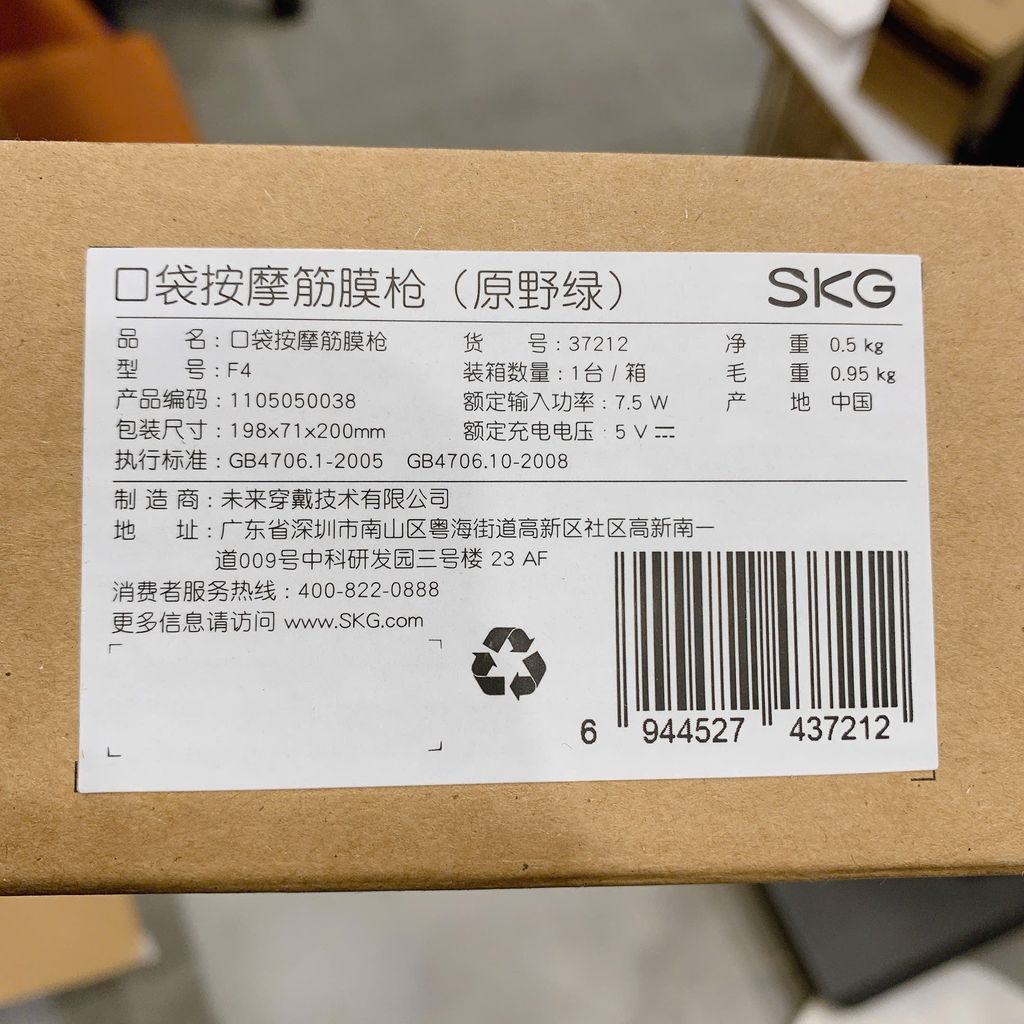 口袋按摩筋膜枪（原野绿） SKG
品 名：口袋按摩筋膜枪 货 号：37212 净 重 0.5 kg
型 号：F4 装箱数量：1台 / 箱 毛 重 0.95 kg
产品编码：1105050038 额定输入功率：7.5 W 产 地 中国
包装尺寸：198x71x200mm 额定充电电压：5 V ⎓
执行标准：GB4706.1-2005 GB4706.10-2008
制 造 商：未来穿戴技术有限公司
地 址：广东省深圳市南山区粤海街道高新区社区高新南一
道009号中科研发园三号楼 23 AF
消费者服务热线：400-822-0888
更多信息请访问 www.SKG.com
6 944527 437212